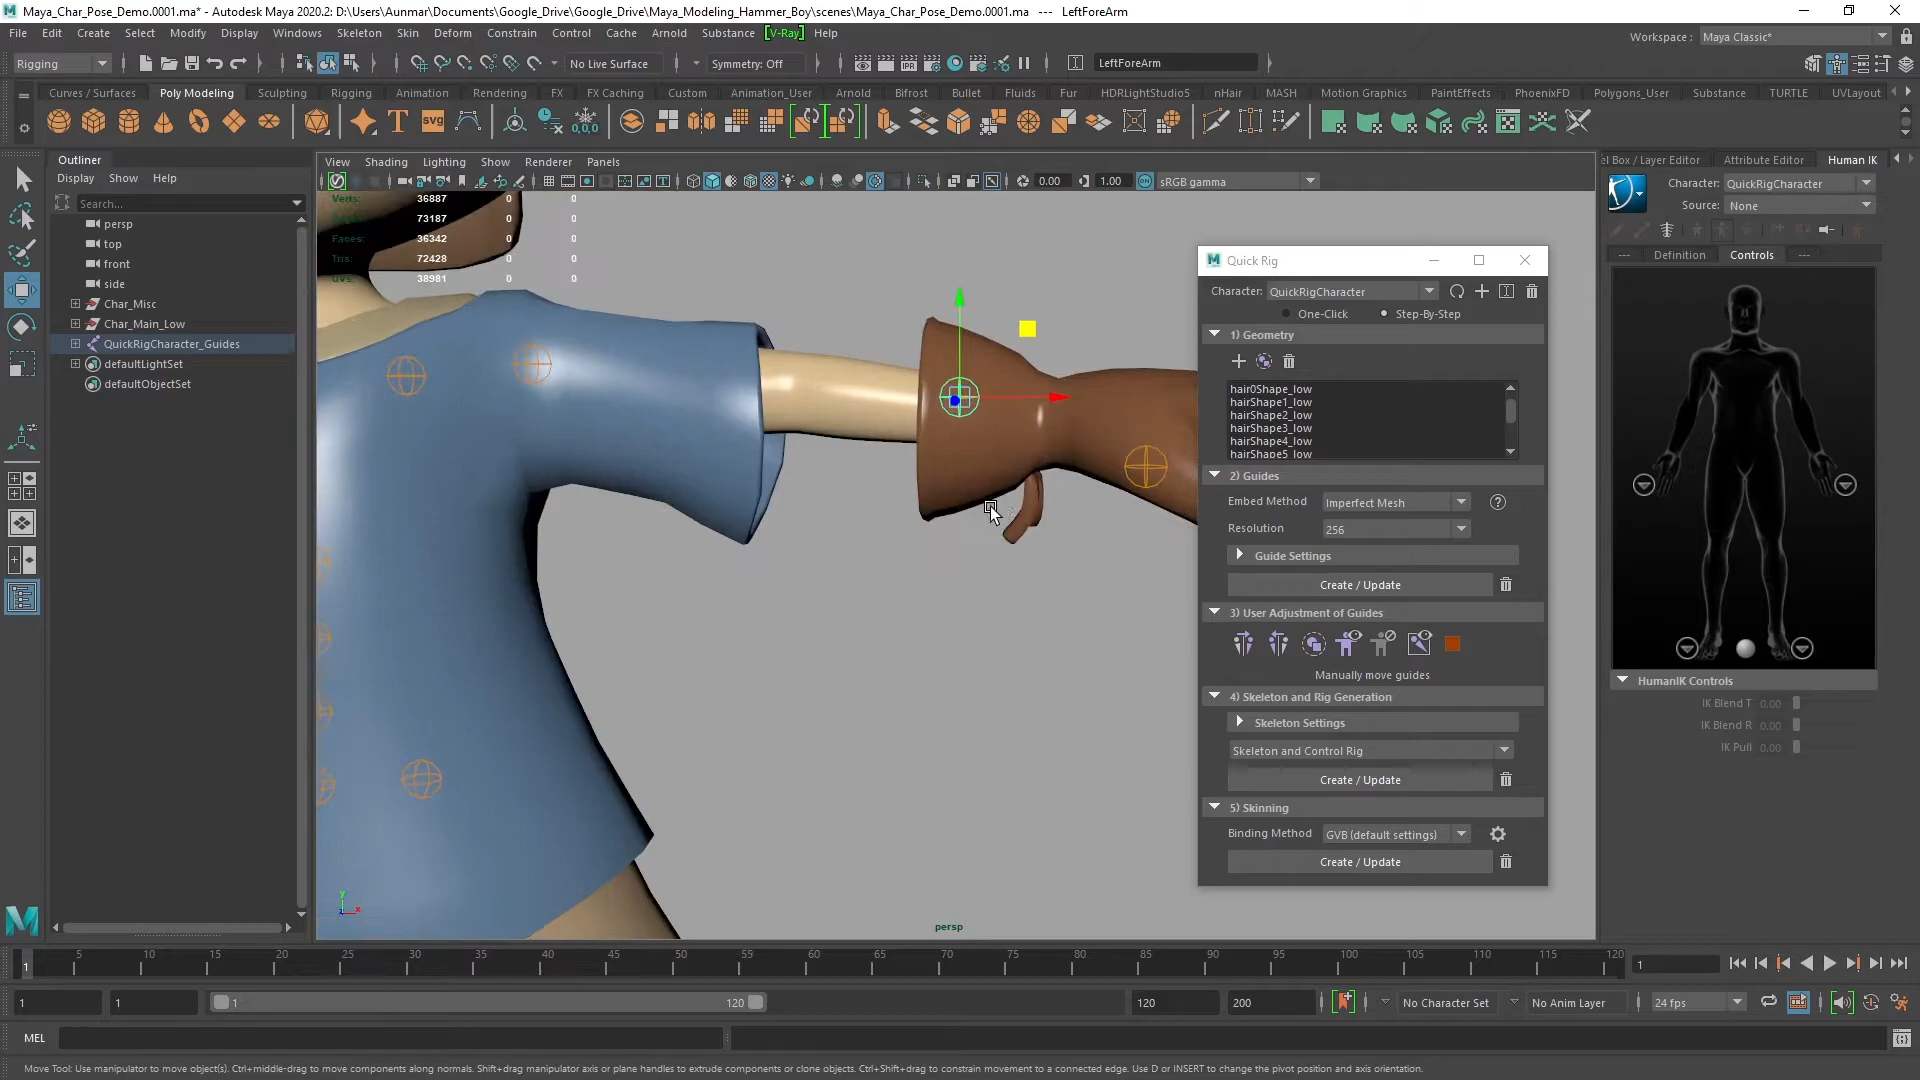 Maya_Char_Pose_Demo.0001.ma* - Autodesk Maya 2020.2: D:\Users\Aunmar\Documents\Google_Drive\Google_Drive\Maya_Modeling_Hammer_Boy\scenes\Maya_Char_Pose_Demo.0001.ma --- LeftForeArm
File Edit Create Select Modify Display Windows Skeleton Skin Deform Constrain Control Cache Arnold Substance [V-Ray] Help
Workspace : Maya Classic*
Rigging
No Live Surface
Symmetry: Off
LeftForeArm
Curves / Surfaces Poly Modeling Sculpting Rigging Animation Rendering FX FX Caching Custom Animation_User Arnold Bifrost Bullet Fluids Fur HDRLightStudio5 nHair MASH Motion Graphics PaintEffects PhoenixFD Polygons_User Substance TURTLE UVLayout
T SVG 0,0,0
Outliner
Display Show Help
Search...
persp
top
front
side
Char_Misc
Char_Main_Low
QuickRigCharacter_Guides
defaultLightSet
defaultObjectSet
View Shading Lighting Show Renderer Panels
0.00 1.00 sRGB gamma
Verts: 36887 0 0
73187 0 0
Faces: 36342 0 0
Tris: 72428 0 0
UVs: 38981 0 0
y
x
z
persp
Quick Rig
Character: QuickRigCharacter
One-Click Step-By-Step
1) Geometry
hair0Shape_low
hairShape1_low
hairShape2_low
hairShape3_low
hairShape4_low
hairShape5_low
2) Guides
Embed Method Imperfect Mesh
Resolution 256
Guide Settings
Create / Update
3) User Adjustment of Guides
Manually move guides
4) Skeleton and Rig Generation
Skeleton Settings
Skeleton and Control Rig
Create / Update
5) Skinning
Binding Method GVB (default settings)
Create / Update
el Box / Layer Editor Attribute Editor Human IK
Character: QuickRigCharacter
Source: None
--- Definition Controls ---
HumanIK Controls
IK Blend T 0.00
IK Blend R 0.00
IK Pull 0.00
1 5 10 15 20 25 30 35 40 45 50 55 60 65 70 75 80 85 90 95 100 105 110 115 120
1
1 1 1 120 120 200 No Character Set No Anim Layer 24 fps
MEL
Move Tool: Use manipulator to move object(s). Ctrl+middle-drag to move components along normals. Shift+drag manipulator axis or plane handles to extrude components or clone objects. Ctrl+Shift+drag to constrain movement to a connected edge. Use D or INSERT to change the pivot position and axis orientation.